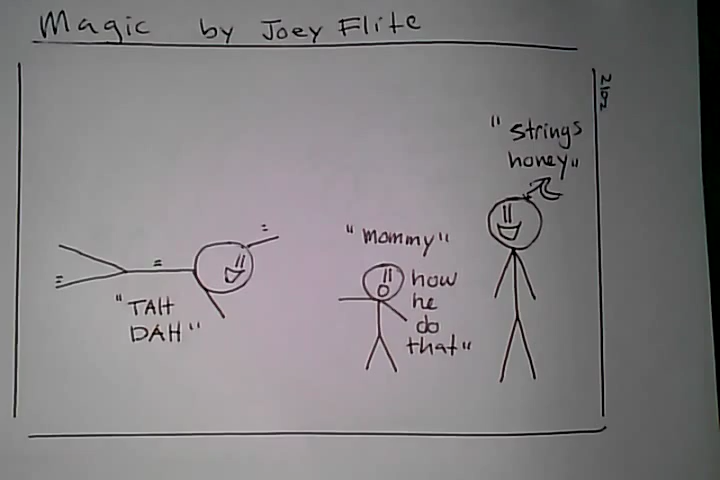 Magic by Joey Flite
"Strings
honey"
"mommy"
how
he
do
that"
"TAH
DAH"